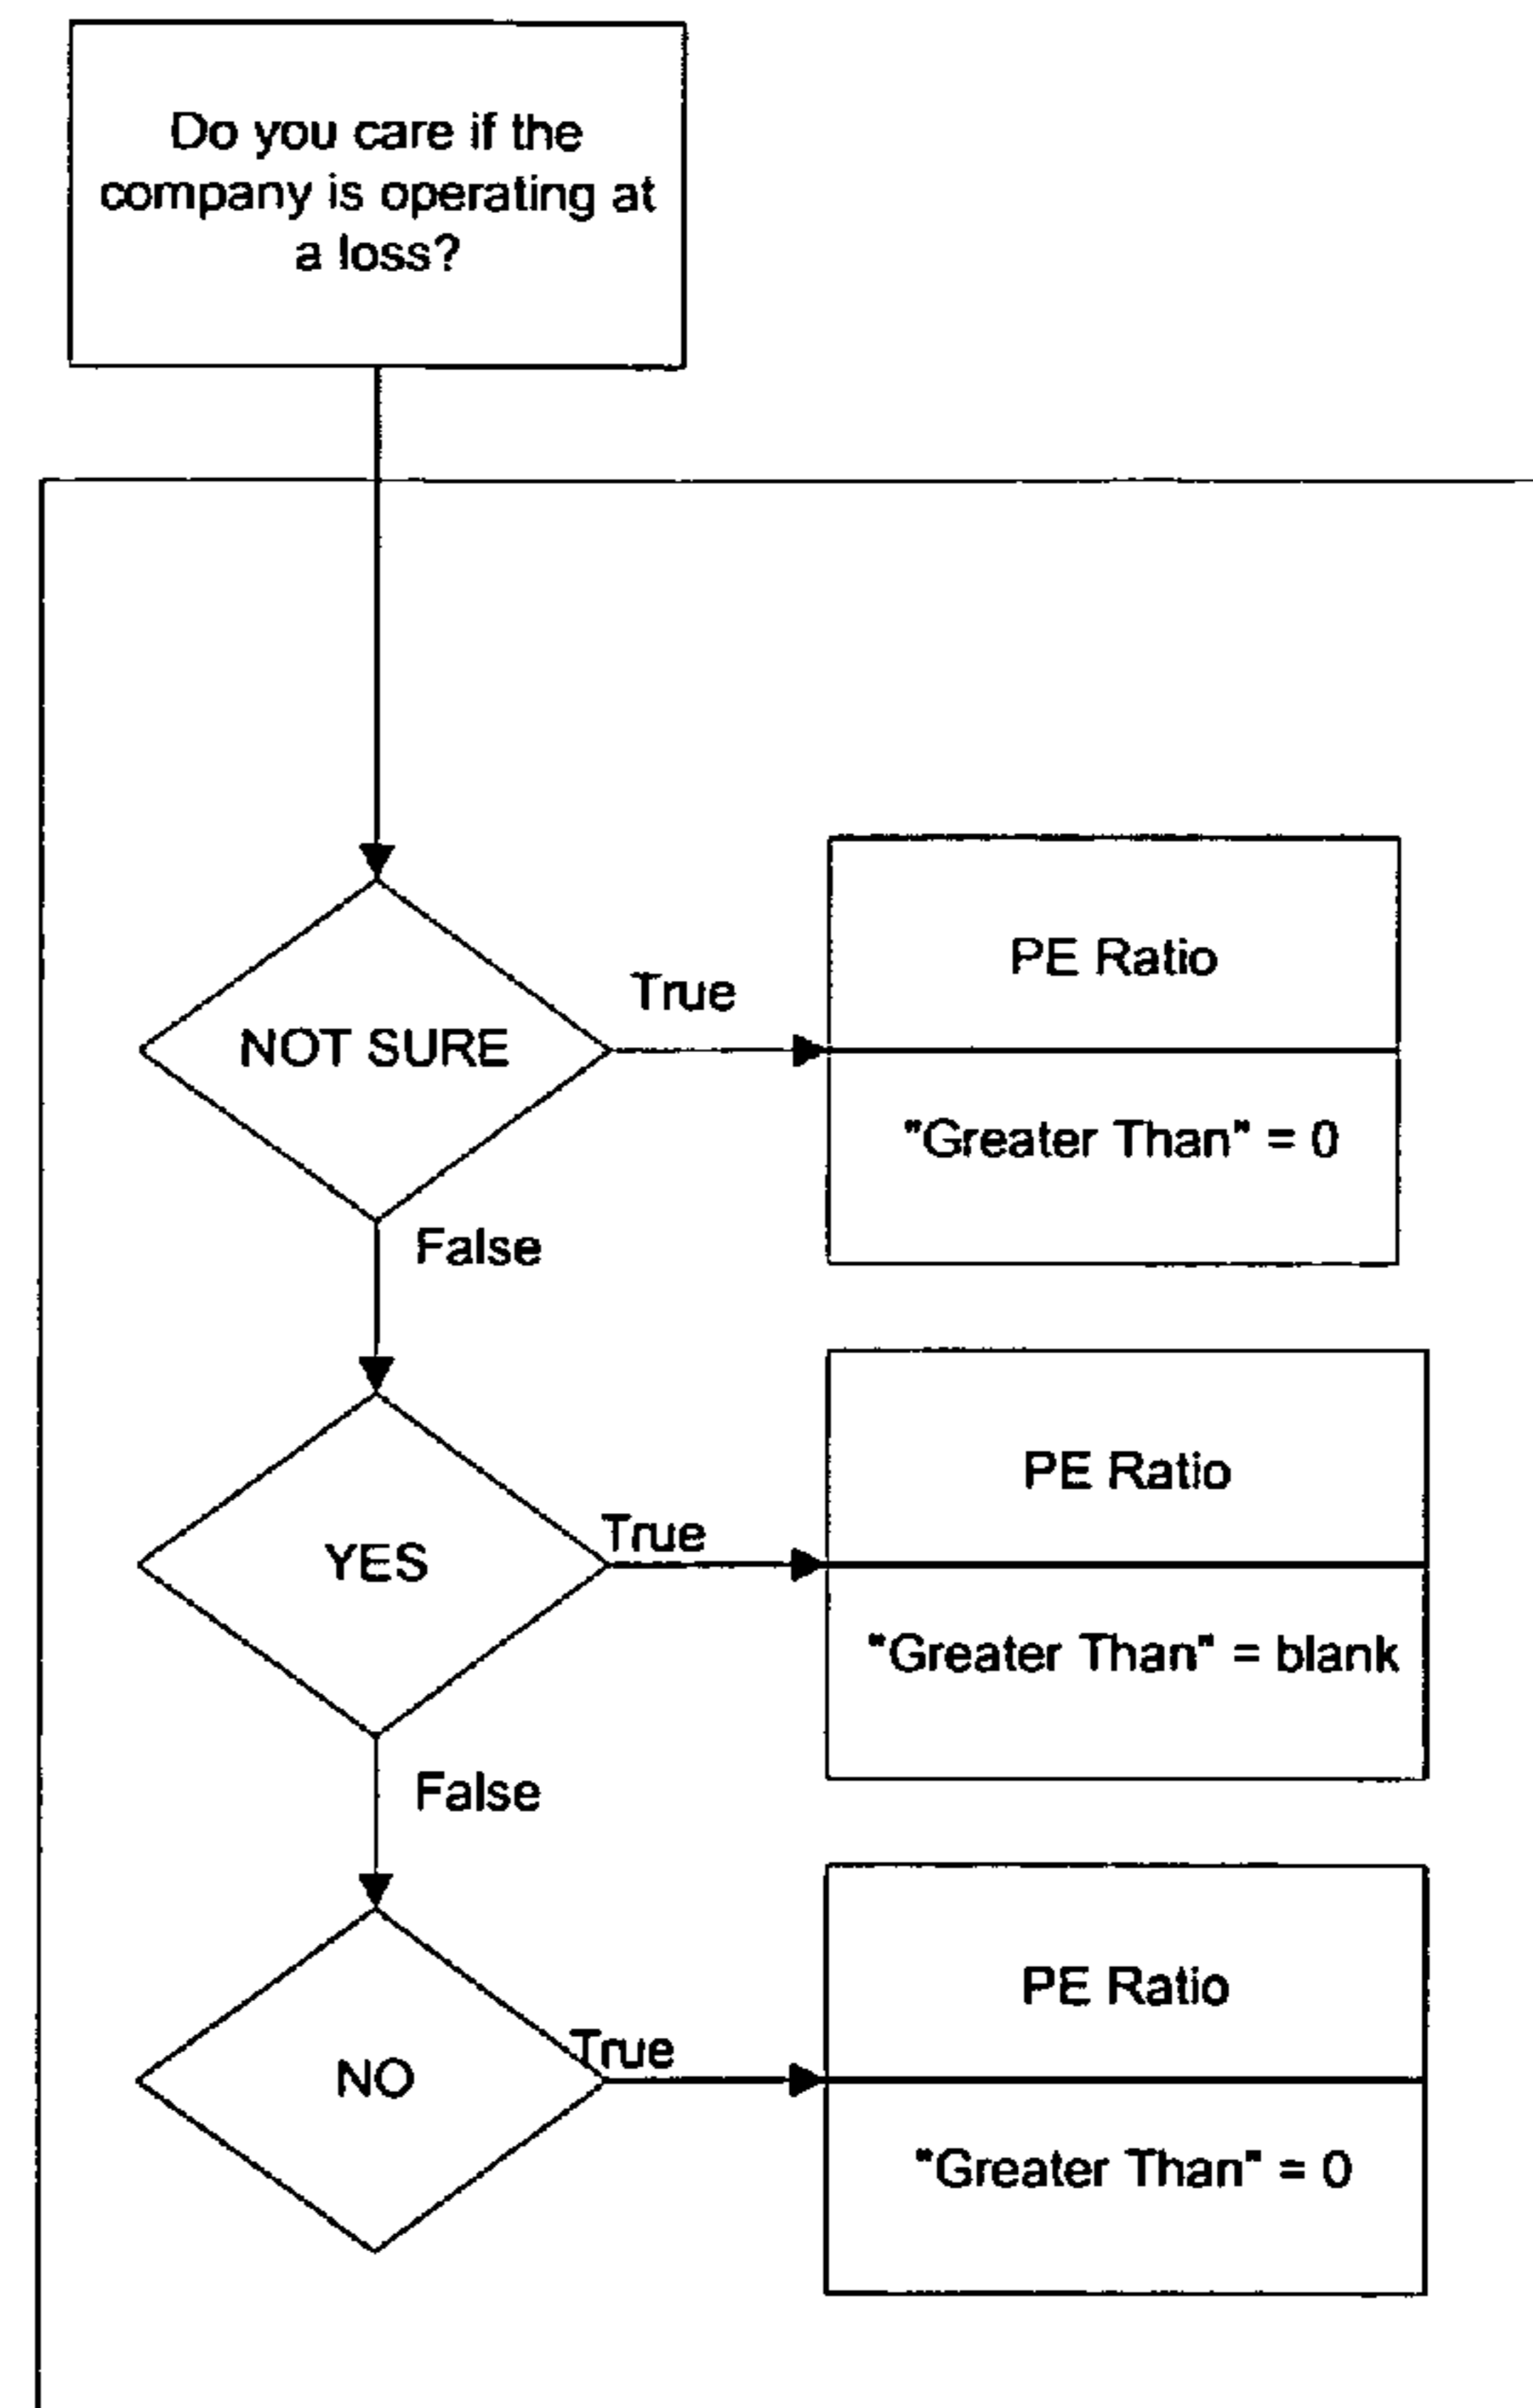 Do you care if the
company is operating at
a loss?
NOT SURE
True
PE Ratio
"Greater Than" = 0
False
YES
True
PE Ratio
"Greater Than" = blank
False
NO
True
PE Ratio
"Greater Than" = 0